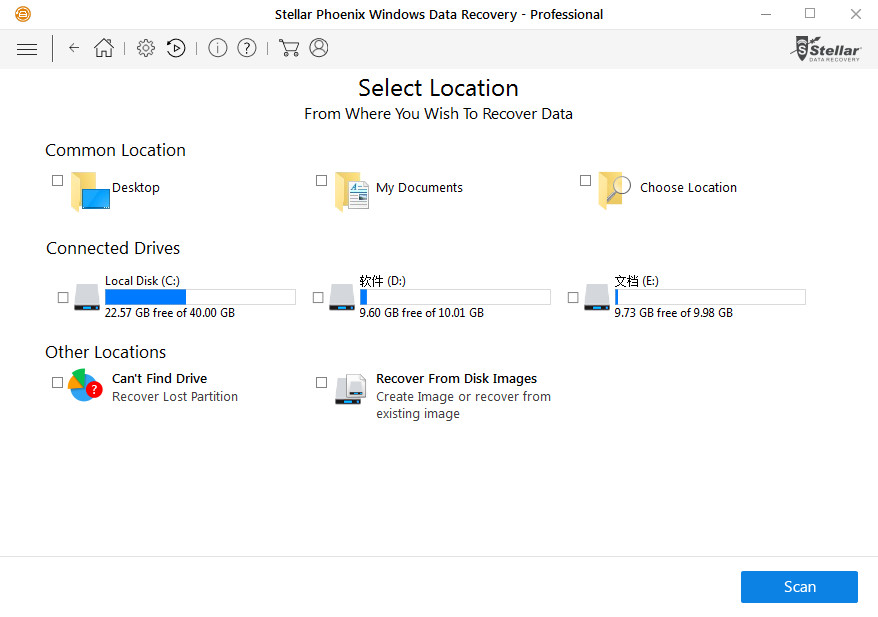 Stellar Phoenix Windows Data Recovery - Professional
Stellar
DATA RECOVERY
Select Location
From Where You Wish To Recover Data
Common Location
Desktop
My Documents
Choose Location
Connected Drives
Local Disk (C:)
22.57 GB free of 40.00 GB
软件 (D:)
9.60 GB free of 10.01 GB
文档 (E:)
9.73 GB free of 9.98 GB
Other Locations
Can't Find Drive
Recover Lost Partition
Recover From Disk Images
Create Image or recover from
existing image
Scan